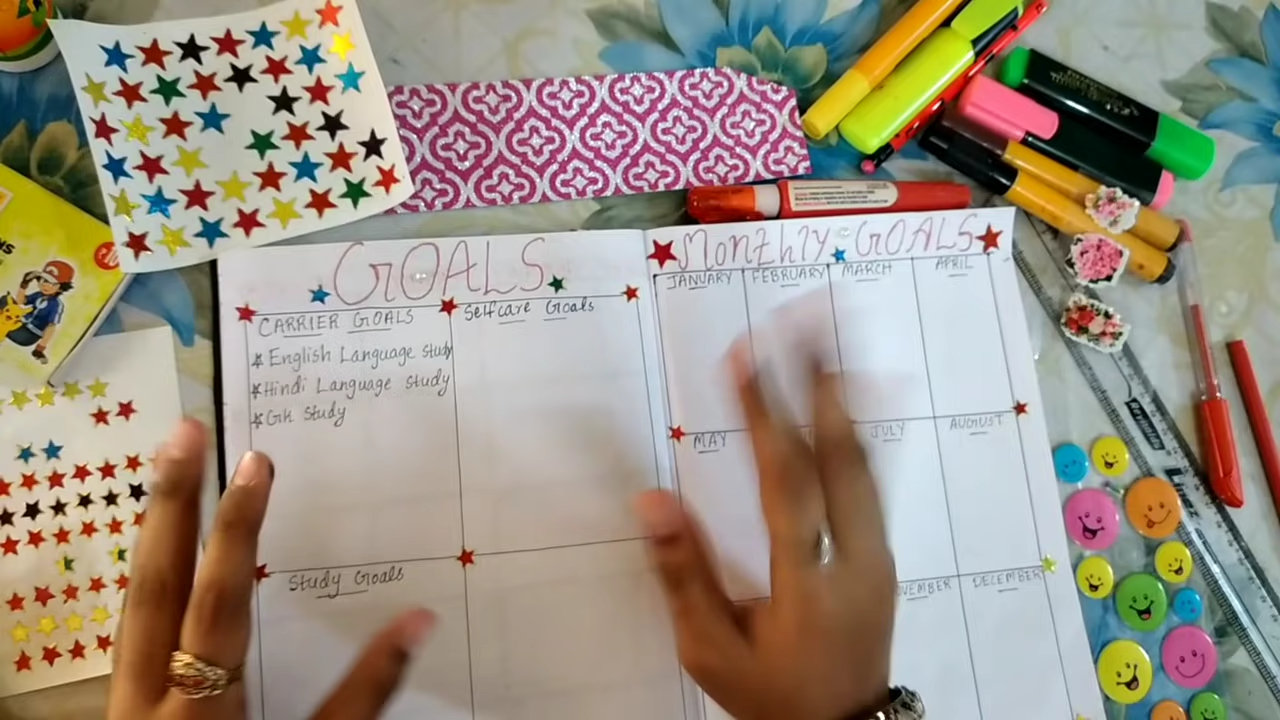 GOALS
CARRIER GOALS
Selfcare Goals
* English Language Study
* Hindi Language Study
* GK Study
Study Goals
Monthly GOALS
JANUARY
FEBRUARY
MARCH
APRIL
MAY
JULY
AUGUST
DECEMBER